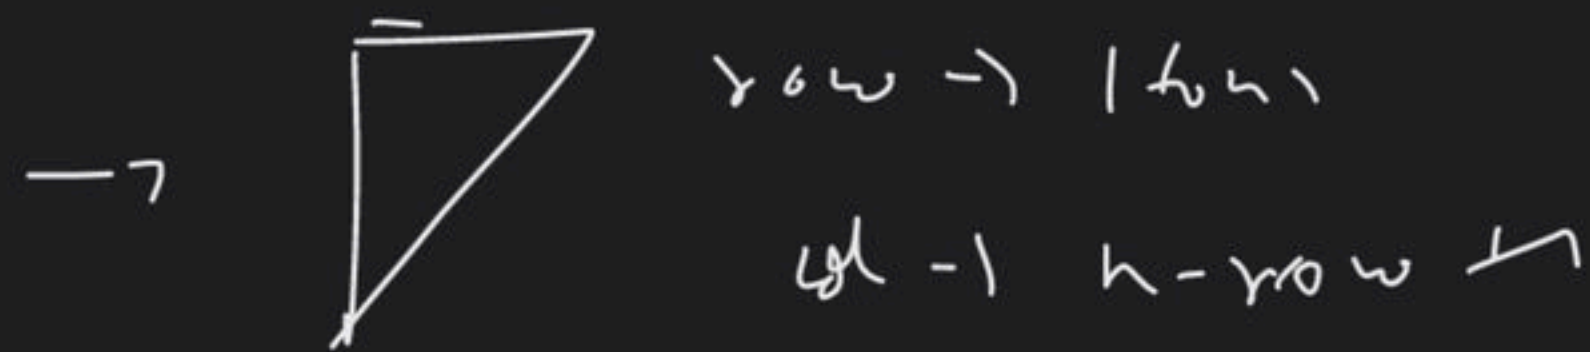 row → 1 to n
col → n - row + 1